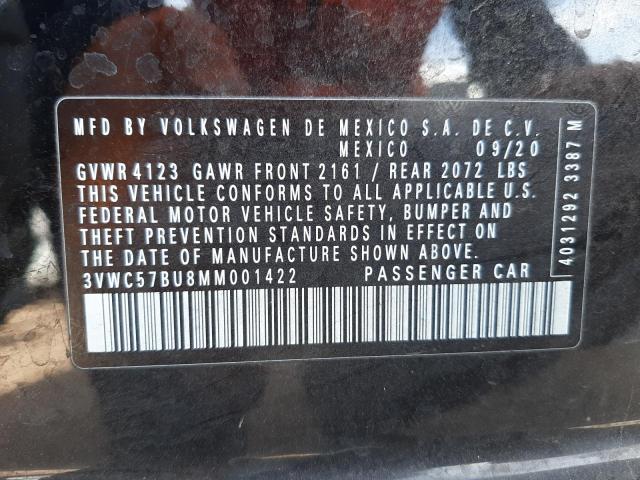 MFD BY VOLKSWAGEN DE MEXICO S.A. DE C.V.
MEXICO 09/20
GVWR 4123 GAWR FRONT 2161 / REAR 2072 LBS
THIS VEHICLE CONFORMS TO ALL APPLICABLE U.S.
FEDERAL MOTOR VEHICLE SAFETY, BUMPER AND
THEFT PREVENTION STANDARDS IN EFFECT ON
THE DATE OF MANUFACTURE SHOWN ABOVE.
3VWC57BU8MM001422 PASSENGER CAR
4031292 3387 M